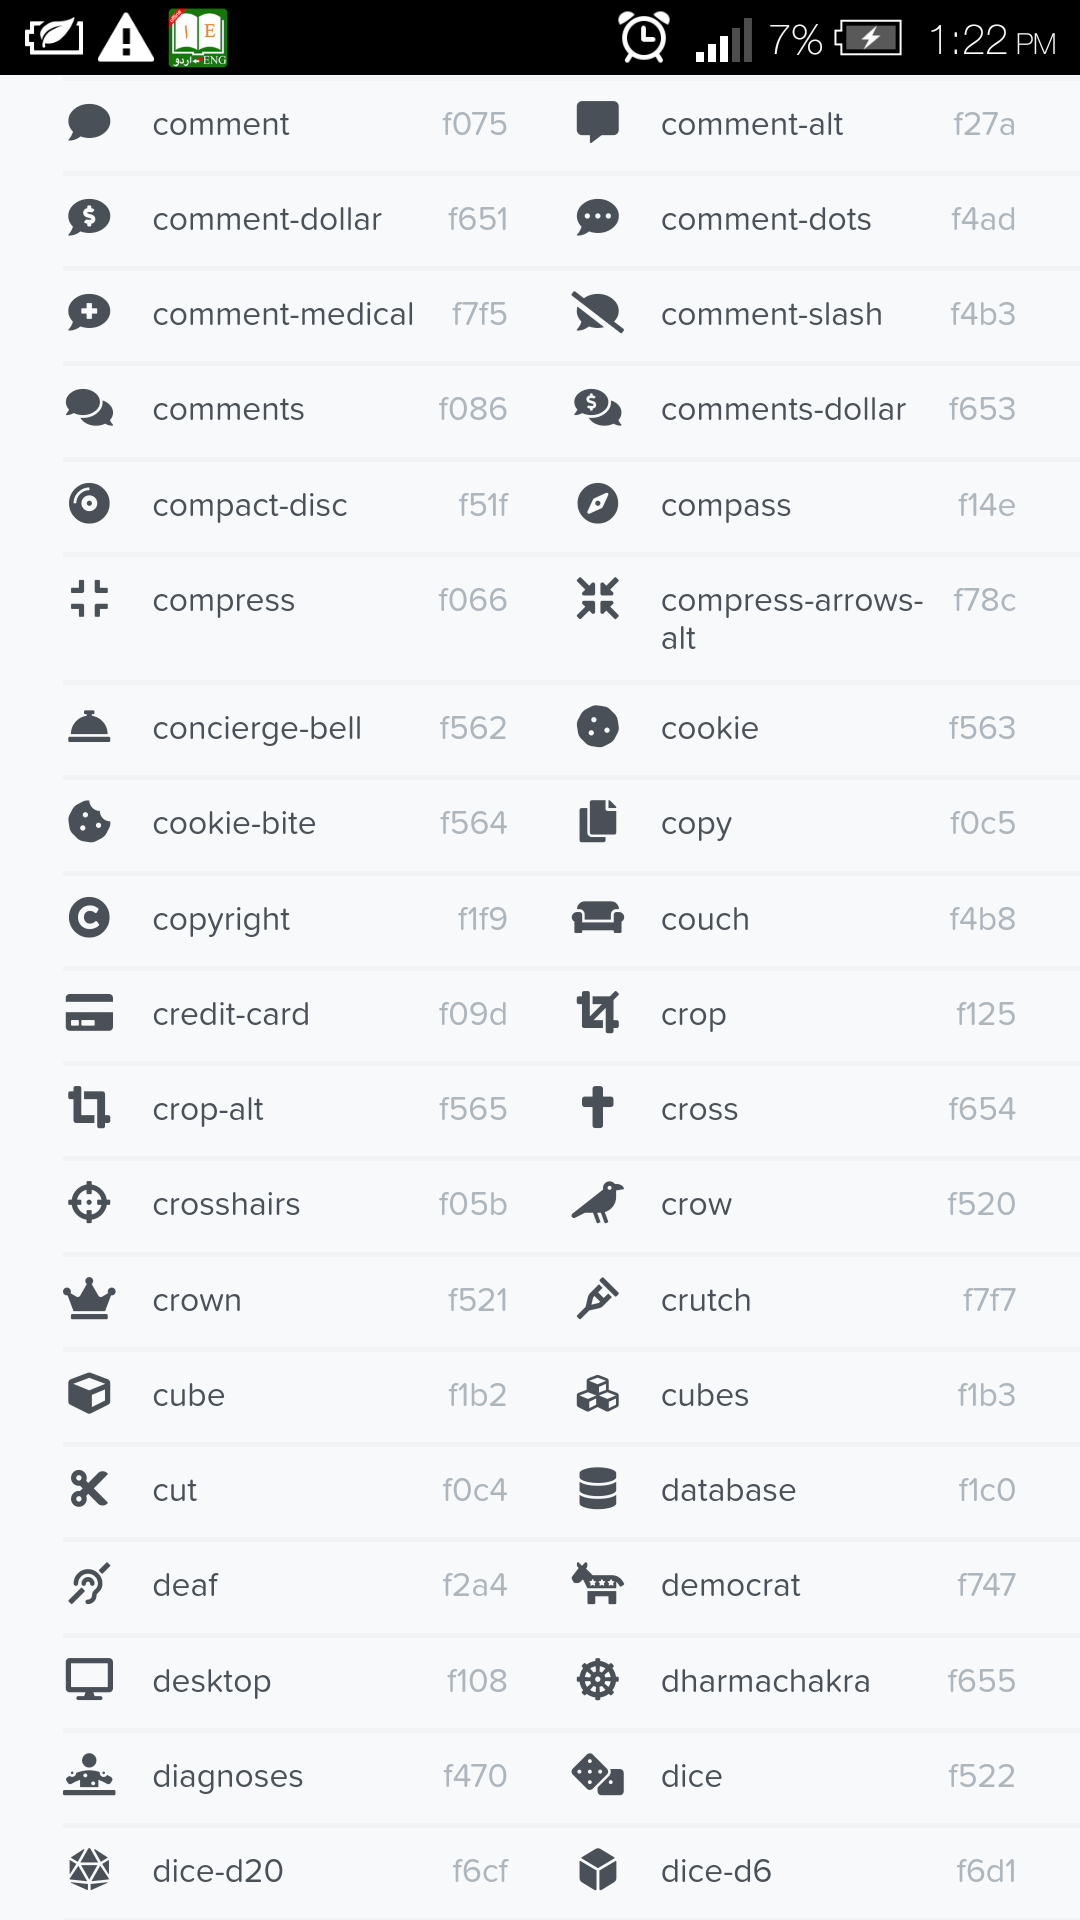 I E
اردو ENG
7% 1:22 PM
comment f075 comment-alt f27a
comment-dollar f651 comment-dots f4ad
comment-medical f7f5 comment-slash f4b3
comments f086 comments-dollar f653
compact-disc f51f compass f14e
compress f066 compress-arrows-alt f78c
concierge-bell f562 cookie f563
cookie-bite f564 copy f0c5
copyright f1f9 couch f4b8
credit-card f09d crop f125
crop-alt f565 cross f654
crosshairs f05b crow f520
crown f521 crutch f7f7
cube f1b2 cubes f1b3
cut f0c4 database f1c0
deaf f2a4 democrat f747
desktop f108 dharmachakra f655
diagnoses f470 dice f522
dice-d20 f6cf dice-d6 f6d1